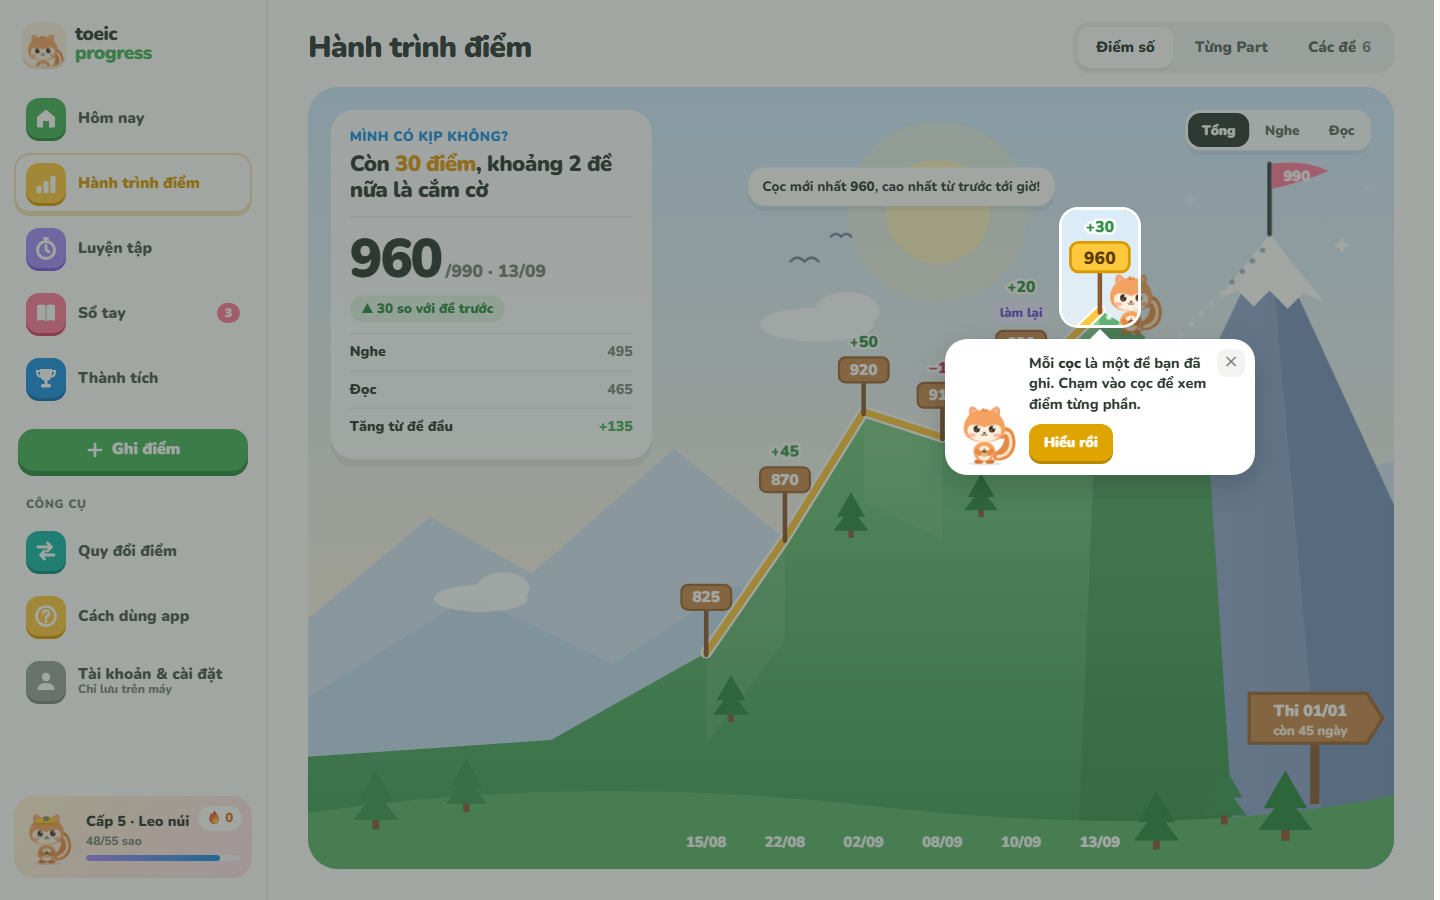 toeic
progress
Hôm nay
Hành trình điểm
Luyện tập
Sổ tay
3
Thành tích
+ Ghi điểm
CÔNG CỤ
Quy đổi điểm
Cách dùng app
Tài khoản & cài đặt
Chỉ lưu trên máy
Cấp 5 · Leo núi
0
48/55 sao
Hành trình điểm
Điểm số
Từng Part
Các đề 6
MÌNH CÓ KỊP KHÔNG?
Còn 30 điểm, khoảng 2 đề
nữa là cắm cờ
960 /990 · 13/09
▲ 30 so với đề trước
Nghe 495
Đọc 465
Tăng từ đề đầu +135
Tổng
Nghe
Đọc
Cọc mới nhất 960, cao nhất từ trước tới giờ!
990
+30
960
+20
làm lại
+50
920
+45
870
825
Mỗi cọc là một đề bạn đã
ghi. Chạm vào cọc để xem
điểm từng phần.
Hiểu rồi
Thi 01/01
còn 45 ngày
15/08
22/08
02/09
08/09
10/09
13/09